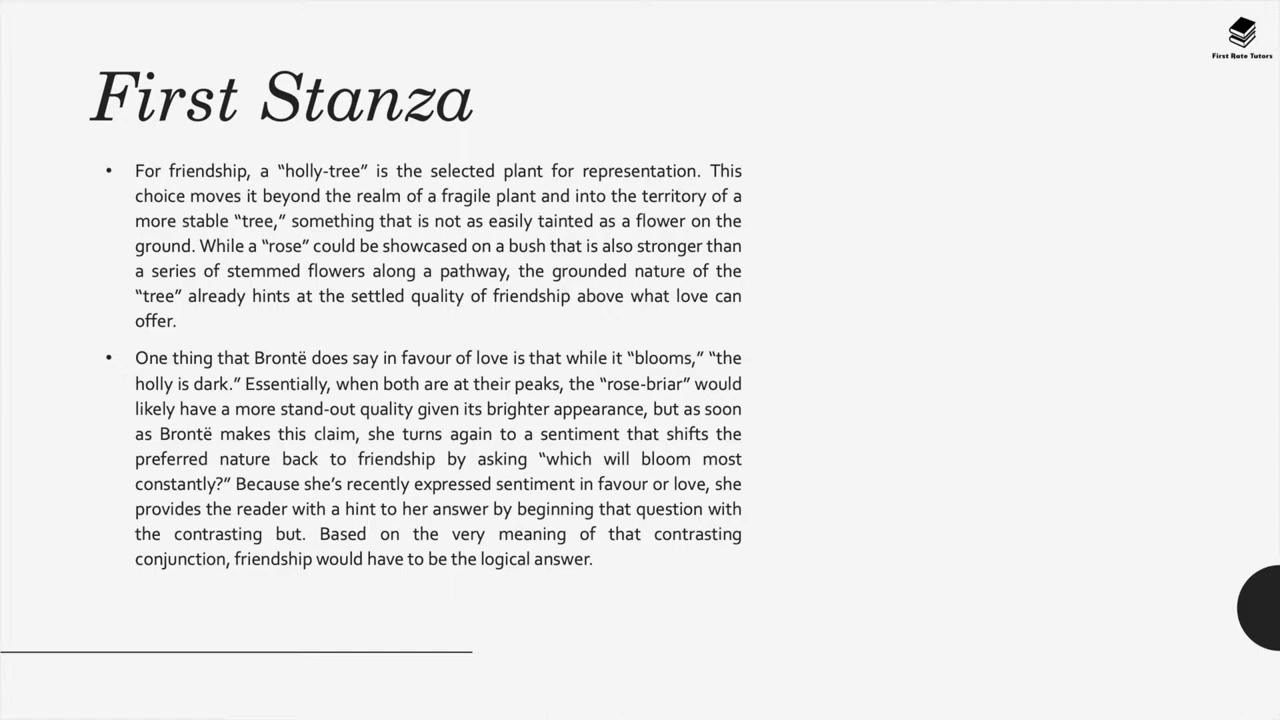 First Rate Tutors
First Stanza
• For friendship, a “holly-tree” is the selected plant for representation. This
choice moves it beyond the realm of a fragile plant and into the territory of a
more stable “tree,” something that is not as easily tainted as a flower on the
ground. While a “rose” could be showcased on a bush that is also stronger than
a series of stemmed flowers along a pathway, the grounded nature of the
“tree” already hints at the settled quality of friendship above what love can
offer.
• One thing that Brontë does say in favour of love is that while it “blooms,” “the
holly is dark.” Essentially, when both are at their peaks, the “rose-briar” would
likely have a more stand-out quality given its brighter appearance, but as soon
as Brontë makes this claim, she turns again to a sentiment that shifts the
preferred nature back to friendship by asking “which will bloom most
constantly?” Because she’s recently expressed sentiment in favour or love, she
provides the reader with a hint to her answer by beginning that question with
the contrasting but. Based on the very meaning of that contrasting
conjunction, friendship would have to be the logical answer.